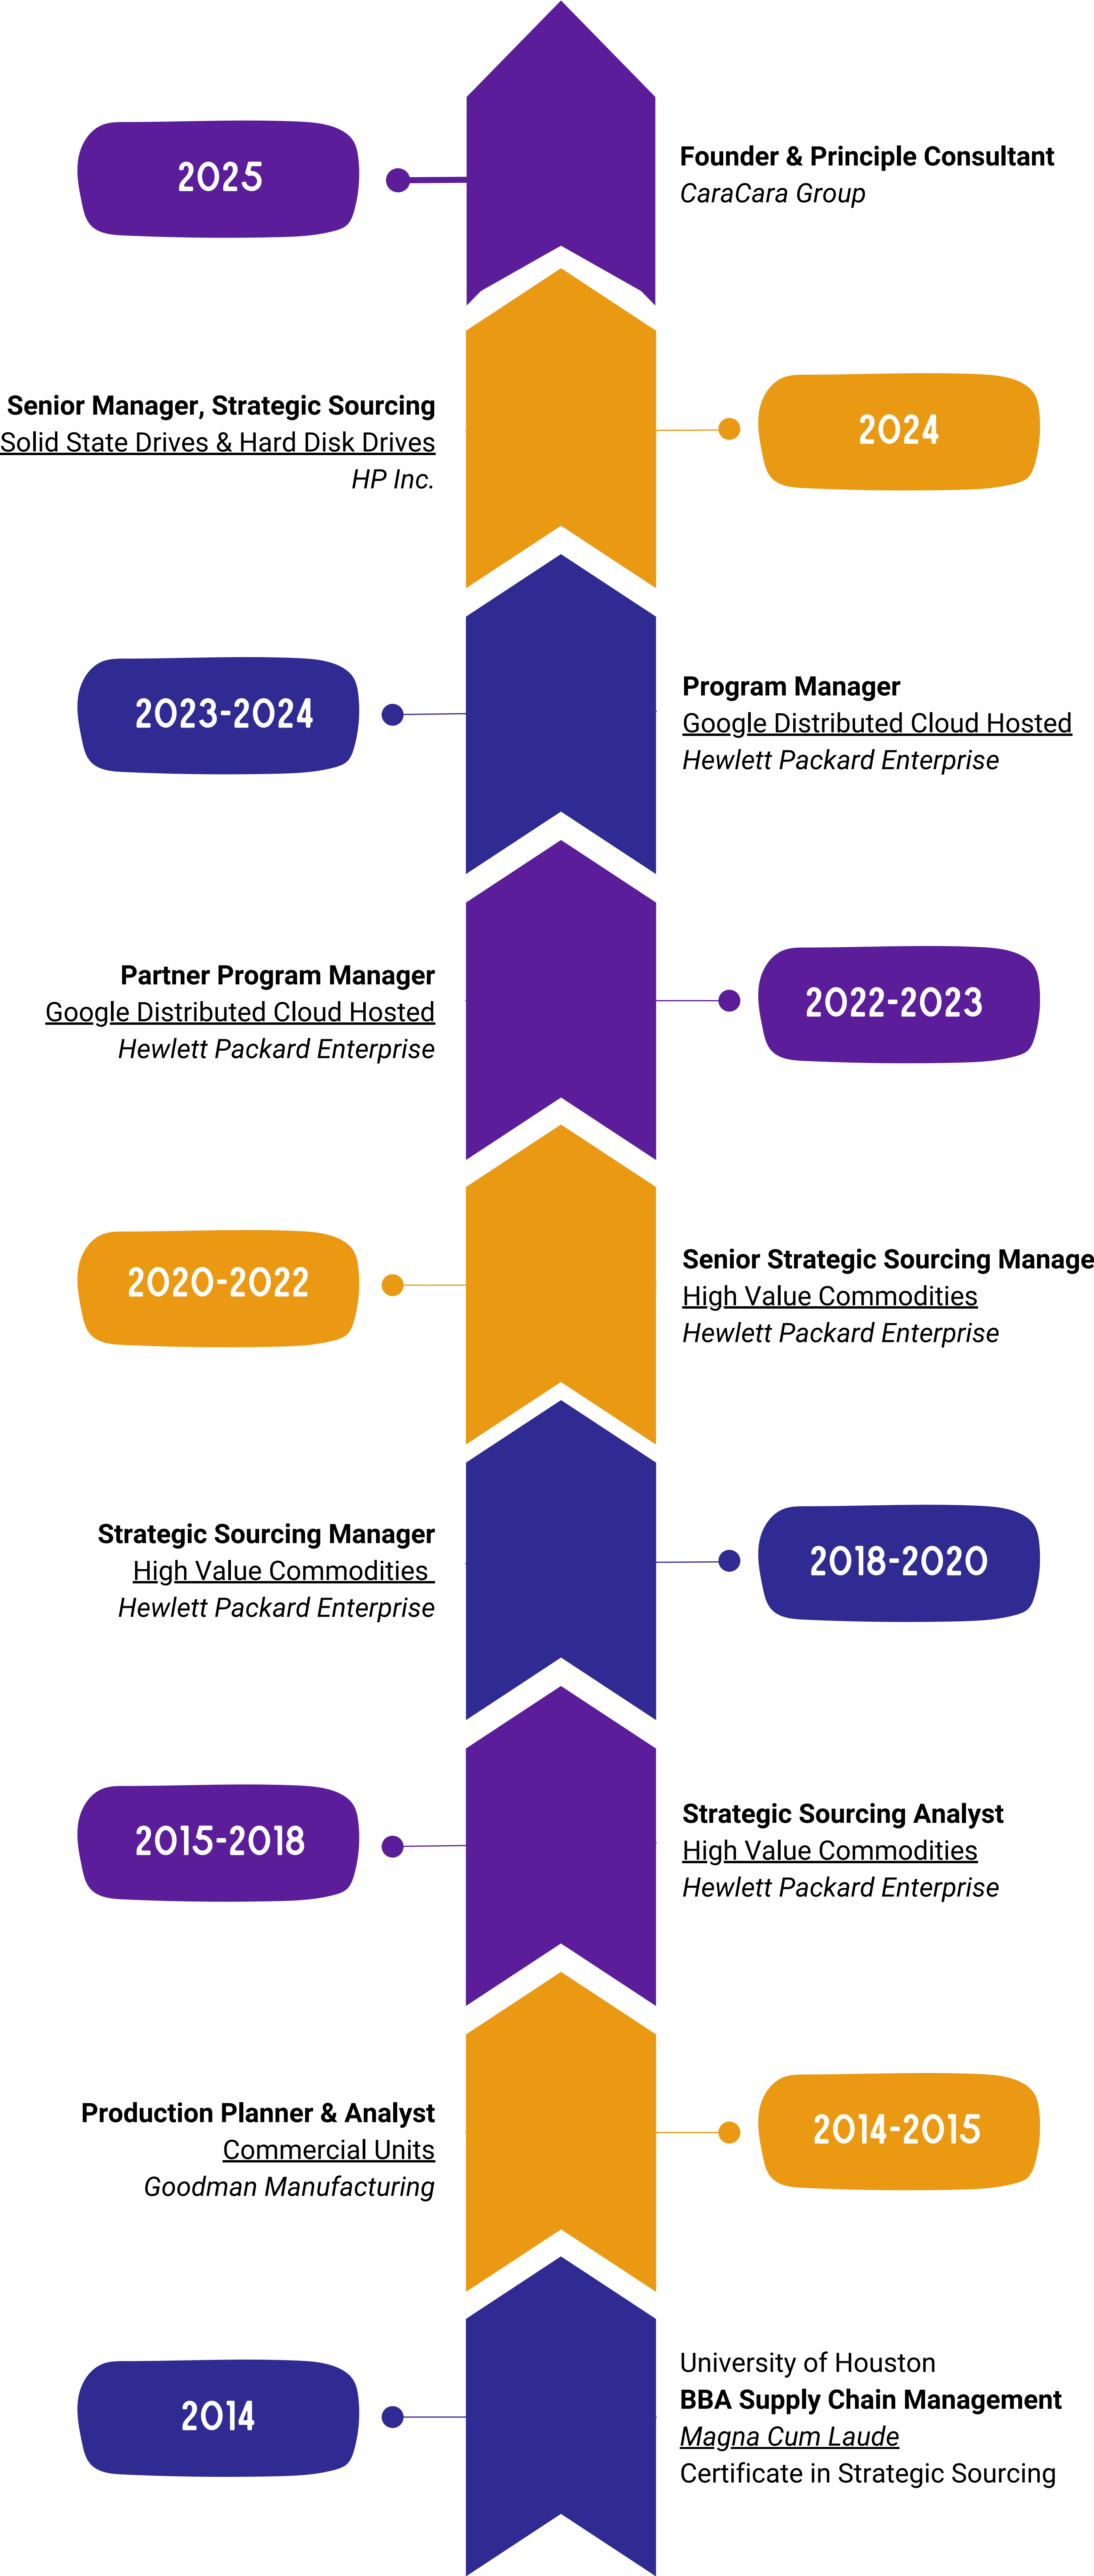 2025
Founder & Principle Consultant
CaraCara Group
Senior Manager, Strategic Sourcing
Solid State Drives & Hard Disk Drives
HP Inc.
2024
2023-2024
Program Manager
Google Distributed Cloud Hosted
Hewlett Packard Enterprise
Partner Program Manager
Google Distributed Cloud Hosted
Hewlett Packard Enterprise
2022-2023
2020-2022
Senior Strategic Sourcing Manage
High Value Commodities
Hewlett Packard Enterprise
Strategic Sourcing Manager
High Value Commodities
Hewlett Packard Enterprise
2018-2020
2015-2018
Strategic Sourcing Analyst
High Value Commodities
Hewlett Packard Enterprise
Production Planner & Analyst
Commercial Units
Goodman Manufacturing
2014-2015
2014
University of Houston
BBA Supply Chain Management
Magna Cum Laude
Certificate in Strategic Sourcing